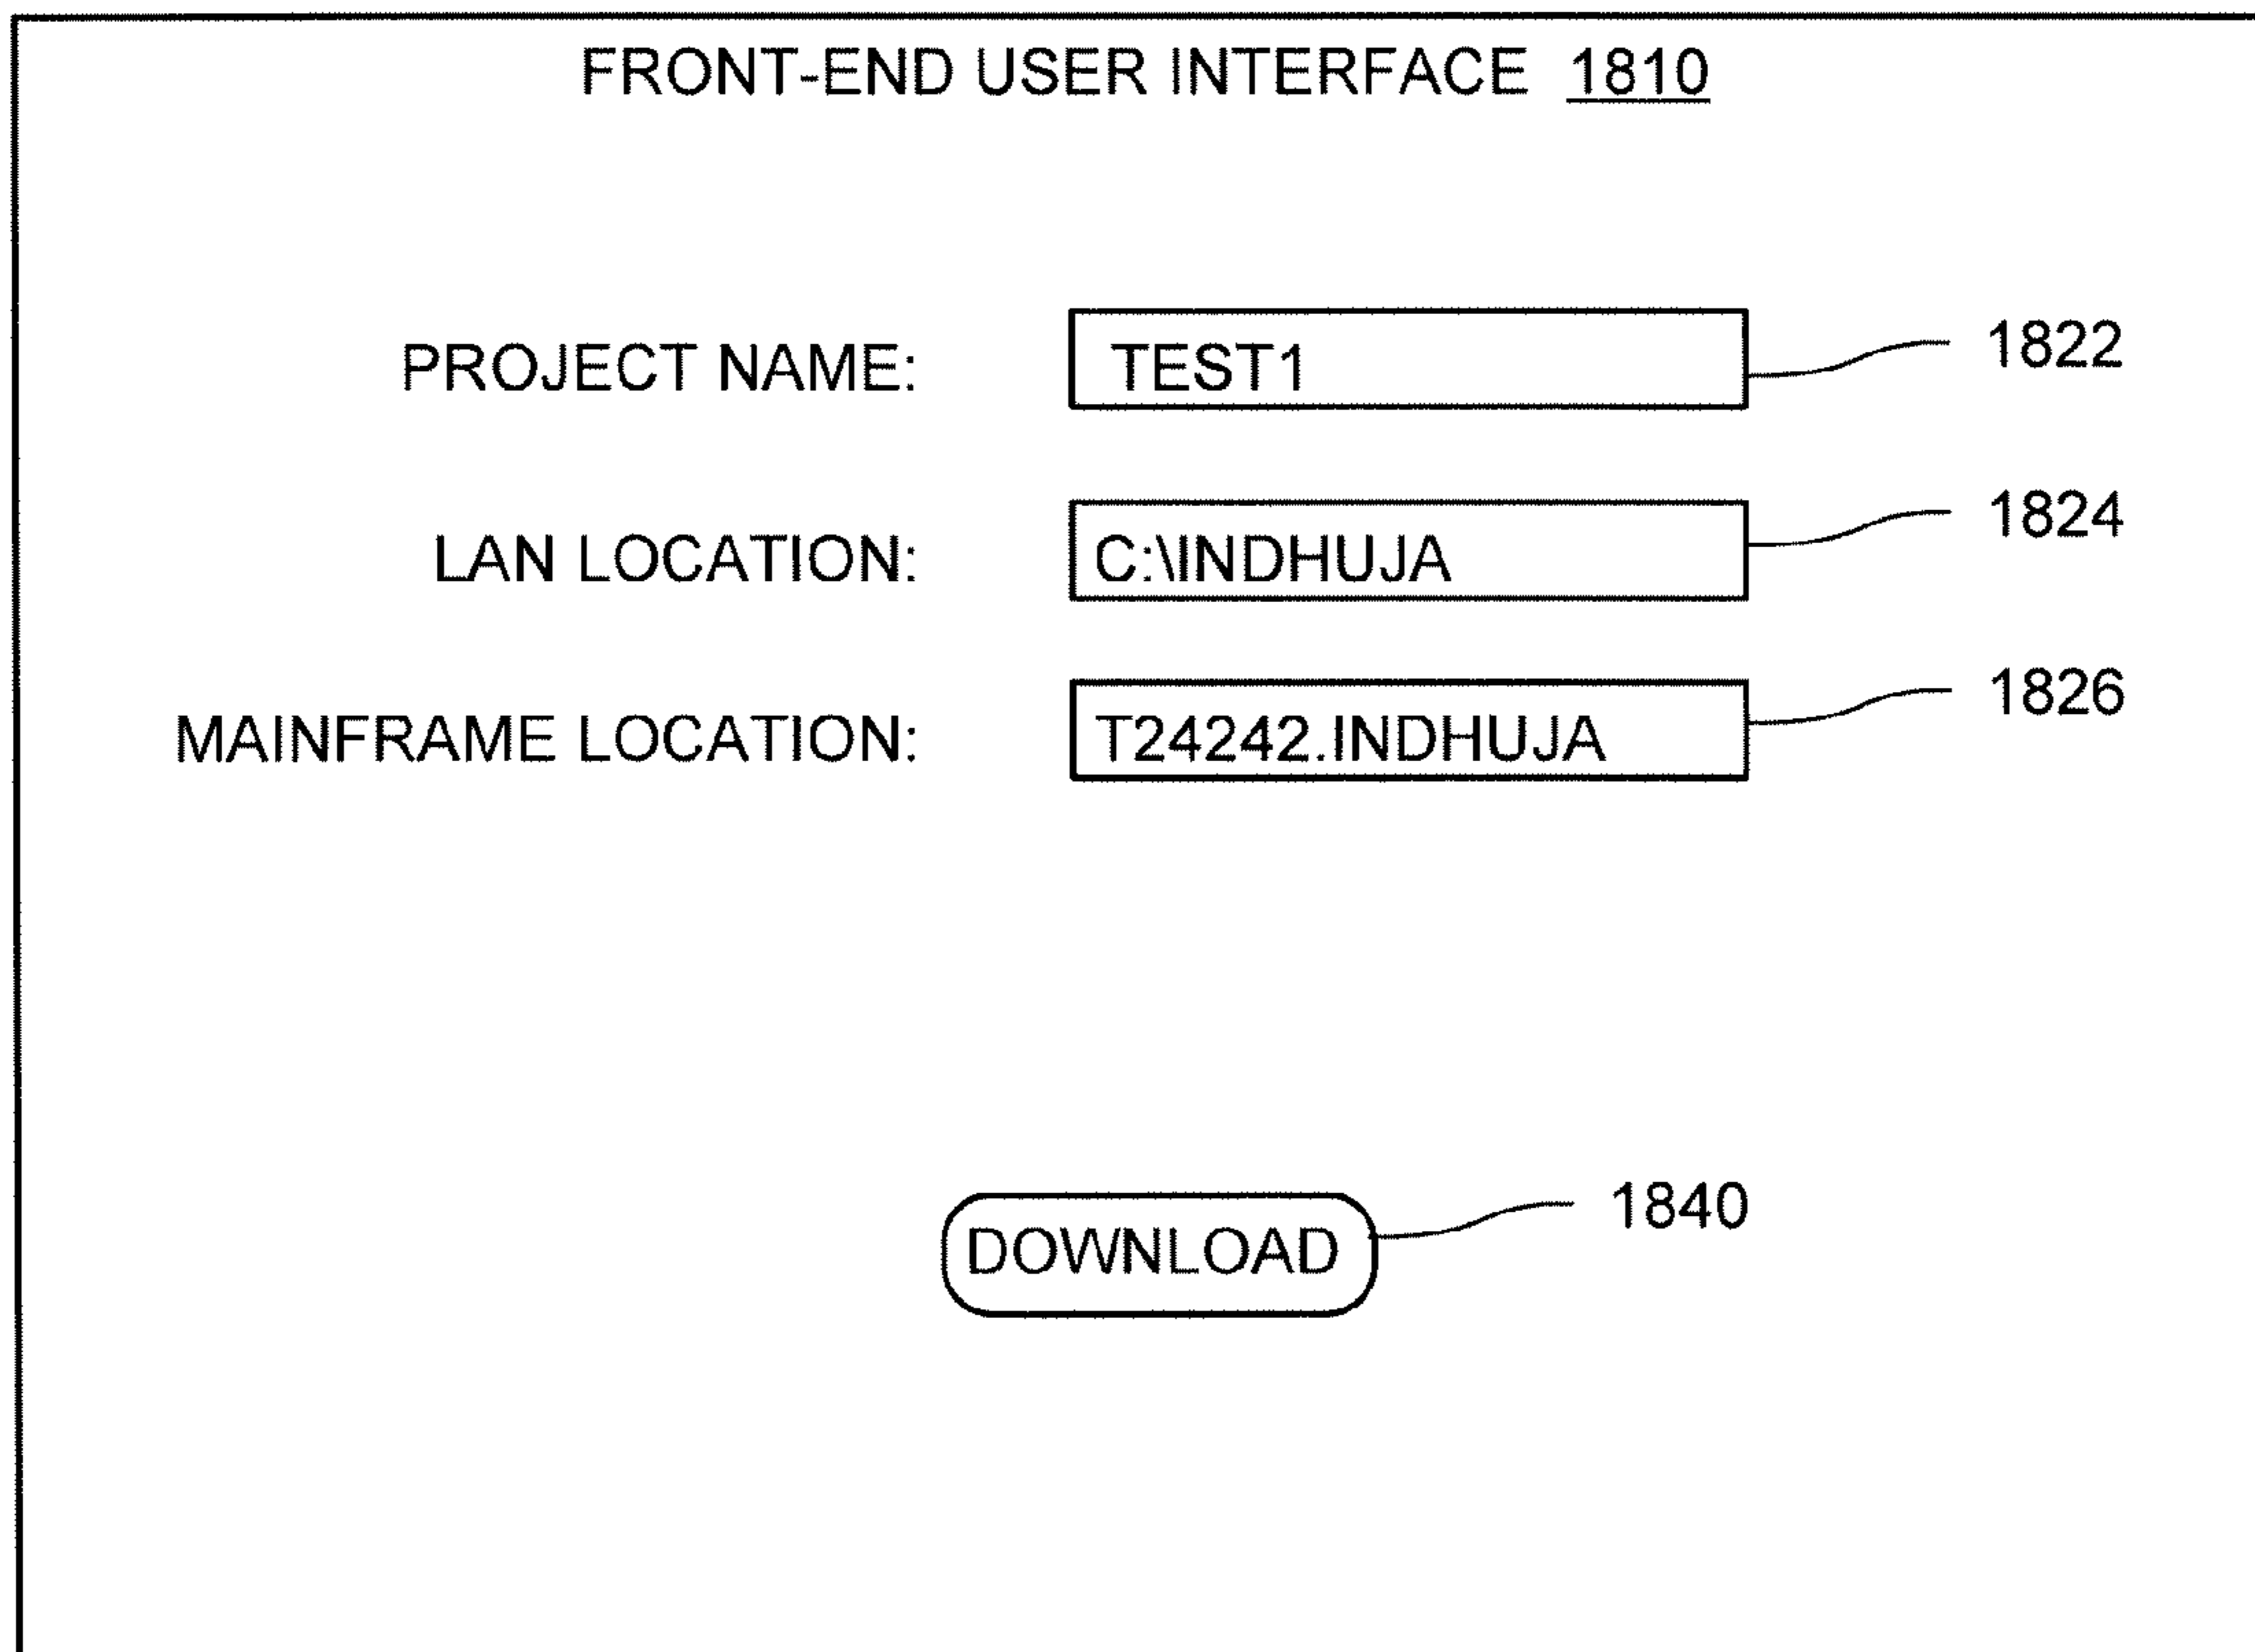 FRONT-END USER INTERFACE 1810
PROJECT NAME: TEST1 1822
LAN LOCATION: C:\INDHUJA 1824
MAINFRAME LOCATION: T24242.INDHUJA 1826
DOWNLOAD 1840